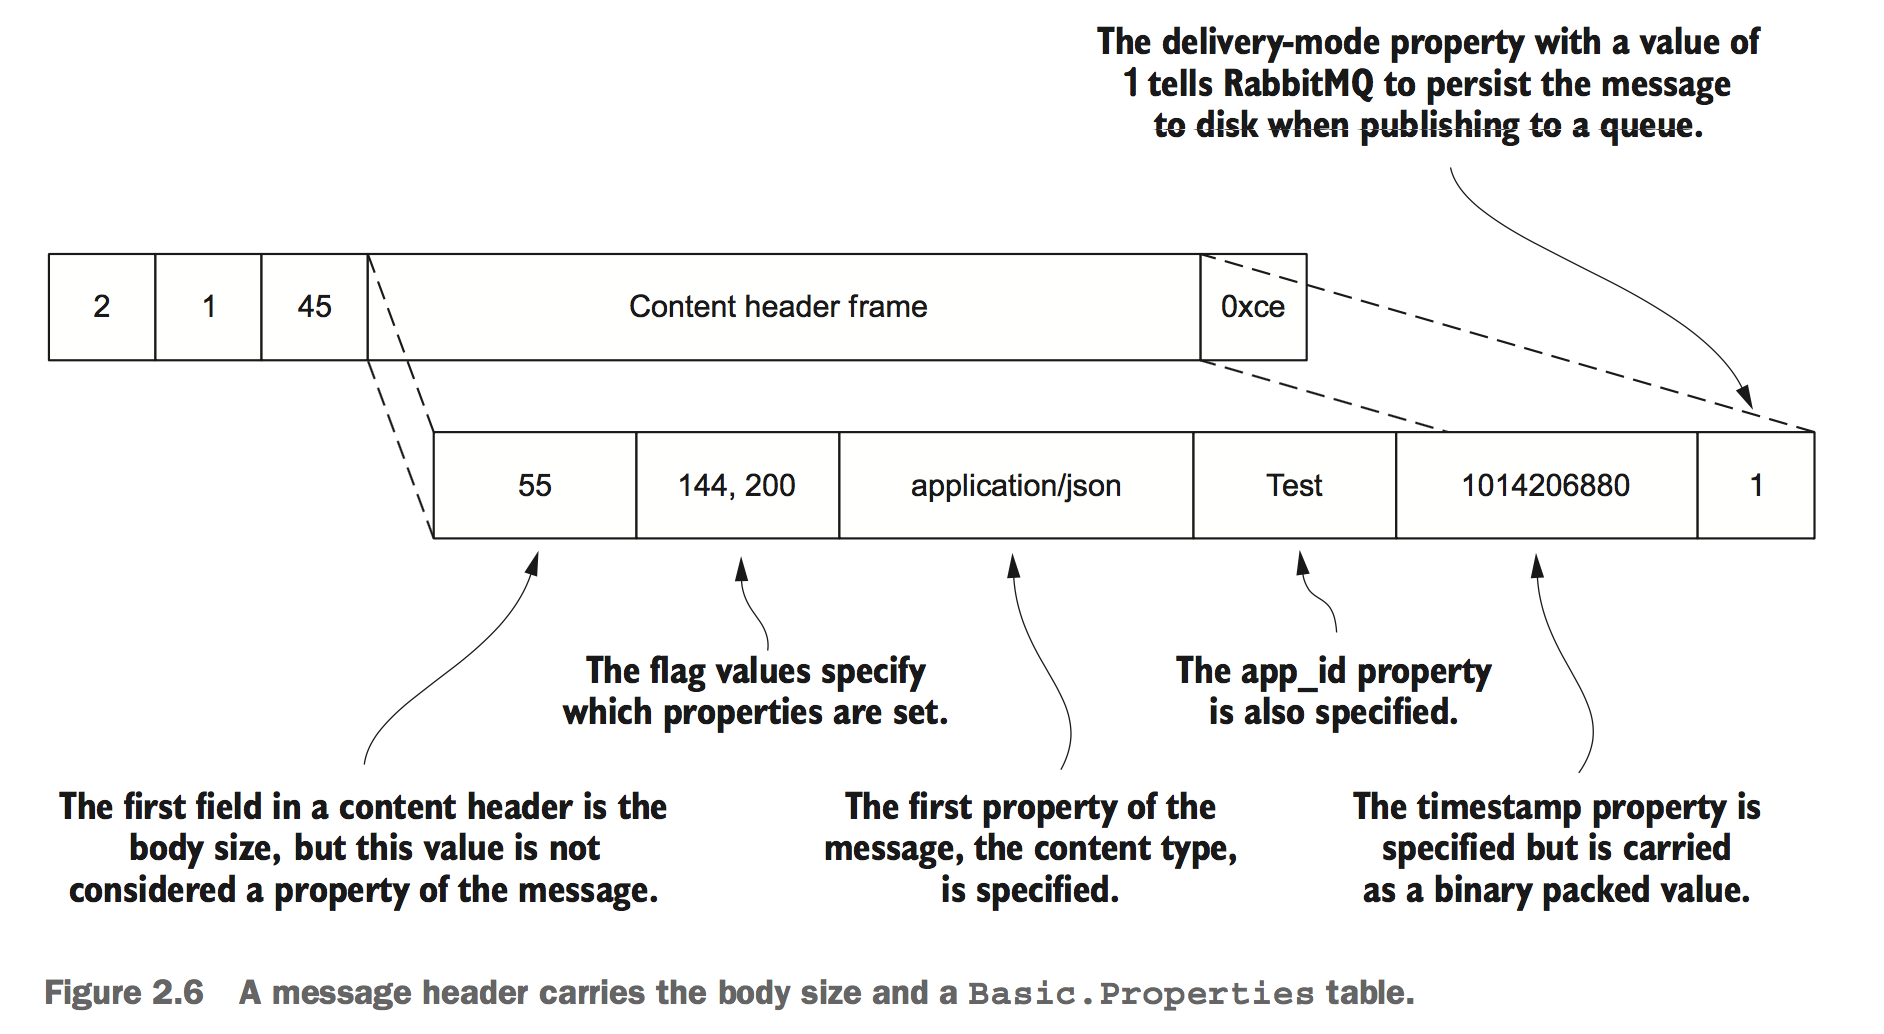 The delivery-mode property with a value of
1 tells RabbitMQ to persist the message
to disk when publishing to a queue.
2 1 45 Content header frame 0xce
55 144, 200 application/json Test 1014206880 1
The flag values specify
which properties are set.
The app_id property
is also specified.
The first field in a content header is the
body size, but this value is not
considered a property of the message.
The first property of the
message, the content type,
is specified.
The timestamp property is
specified but is carried
as a binary packed value.
Figure 2.6 A message header carries the body size and a Basic.Properties table.